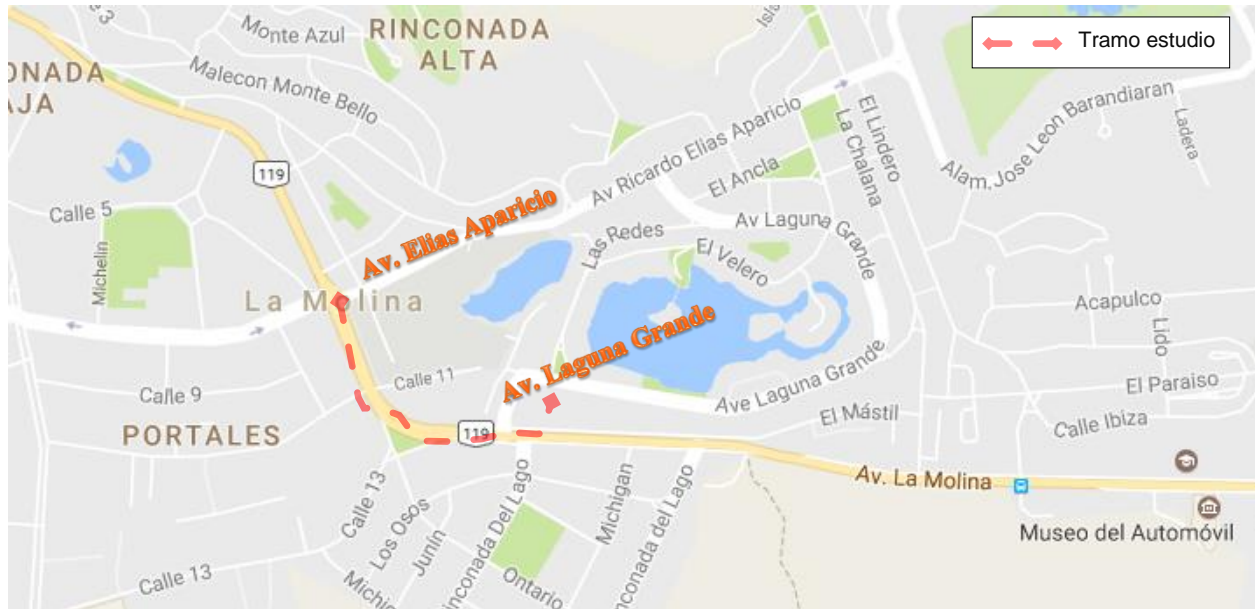 Tramo estudio
RINCONADA
ALTA
Monte Azul
Malecon Monte Bello
ONADA
AJA
119
Calle 5
Michelin
Av. Elias Aparicio
Av Ricardo Elias Aparicio
El Ancla
La Chalana
El Lindero
Alam, Jose Leon Barandiaran
Ladera
Las Redes
Av Laguna Grande
El Velero
La Molina
Av. Laguna Grande
Calle 11
Calle 9
PORTALES
119
Ave Laguna Grande
El Mástil
Acapulco
Lido
El Paraiso
Calle Ibiza
Av. La Molina
Museo del Automóvil
Calle 13
Los Osos
Junín
Rinconada Del Lago
Michigan
Rinconada del Lago
Ontario
Calle 13